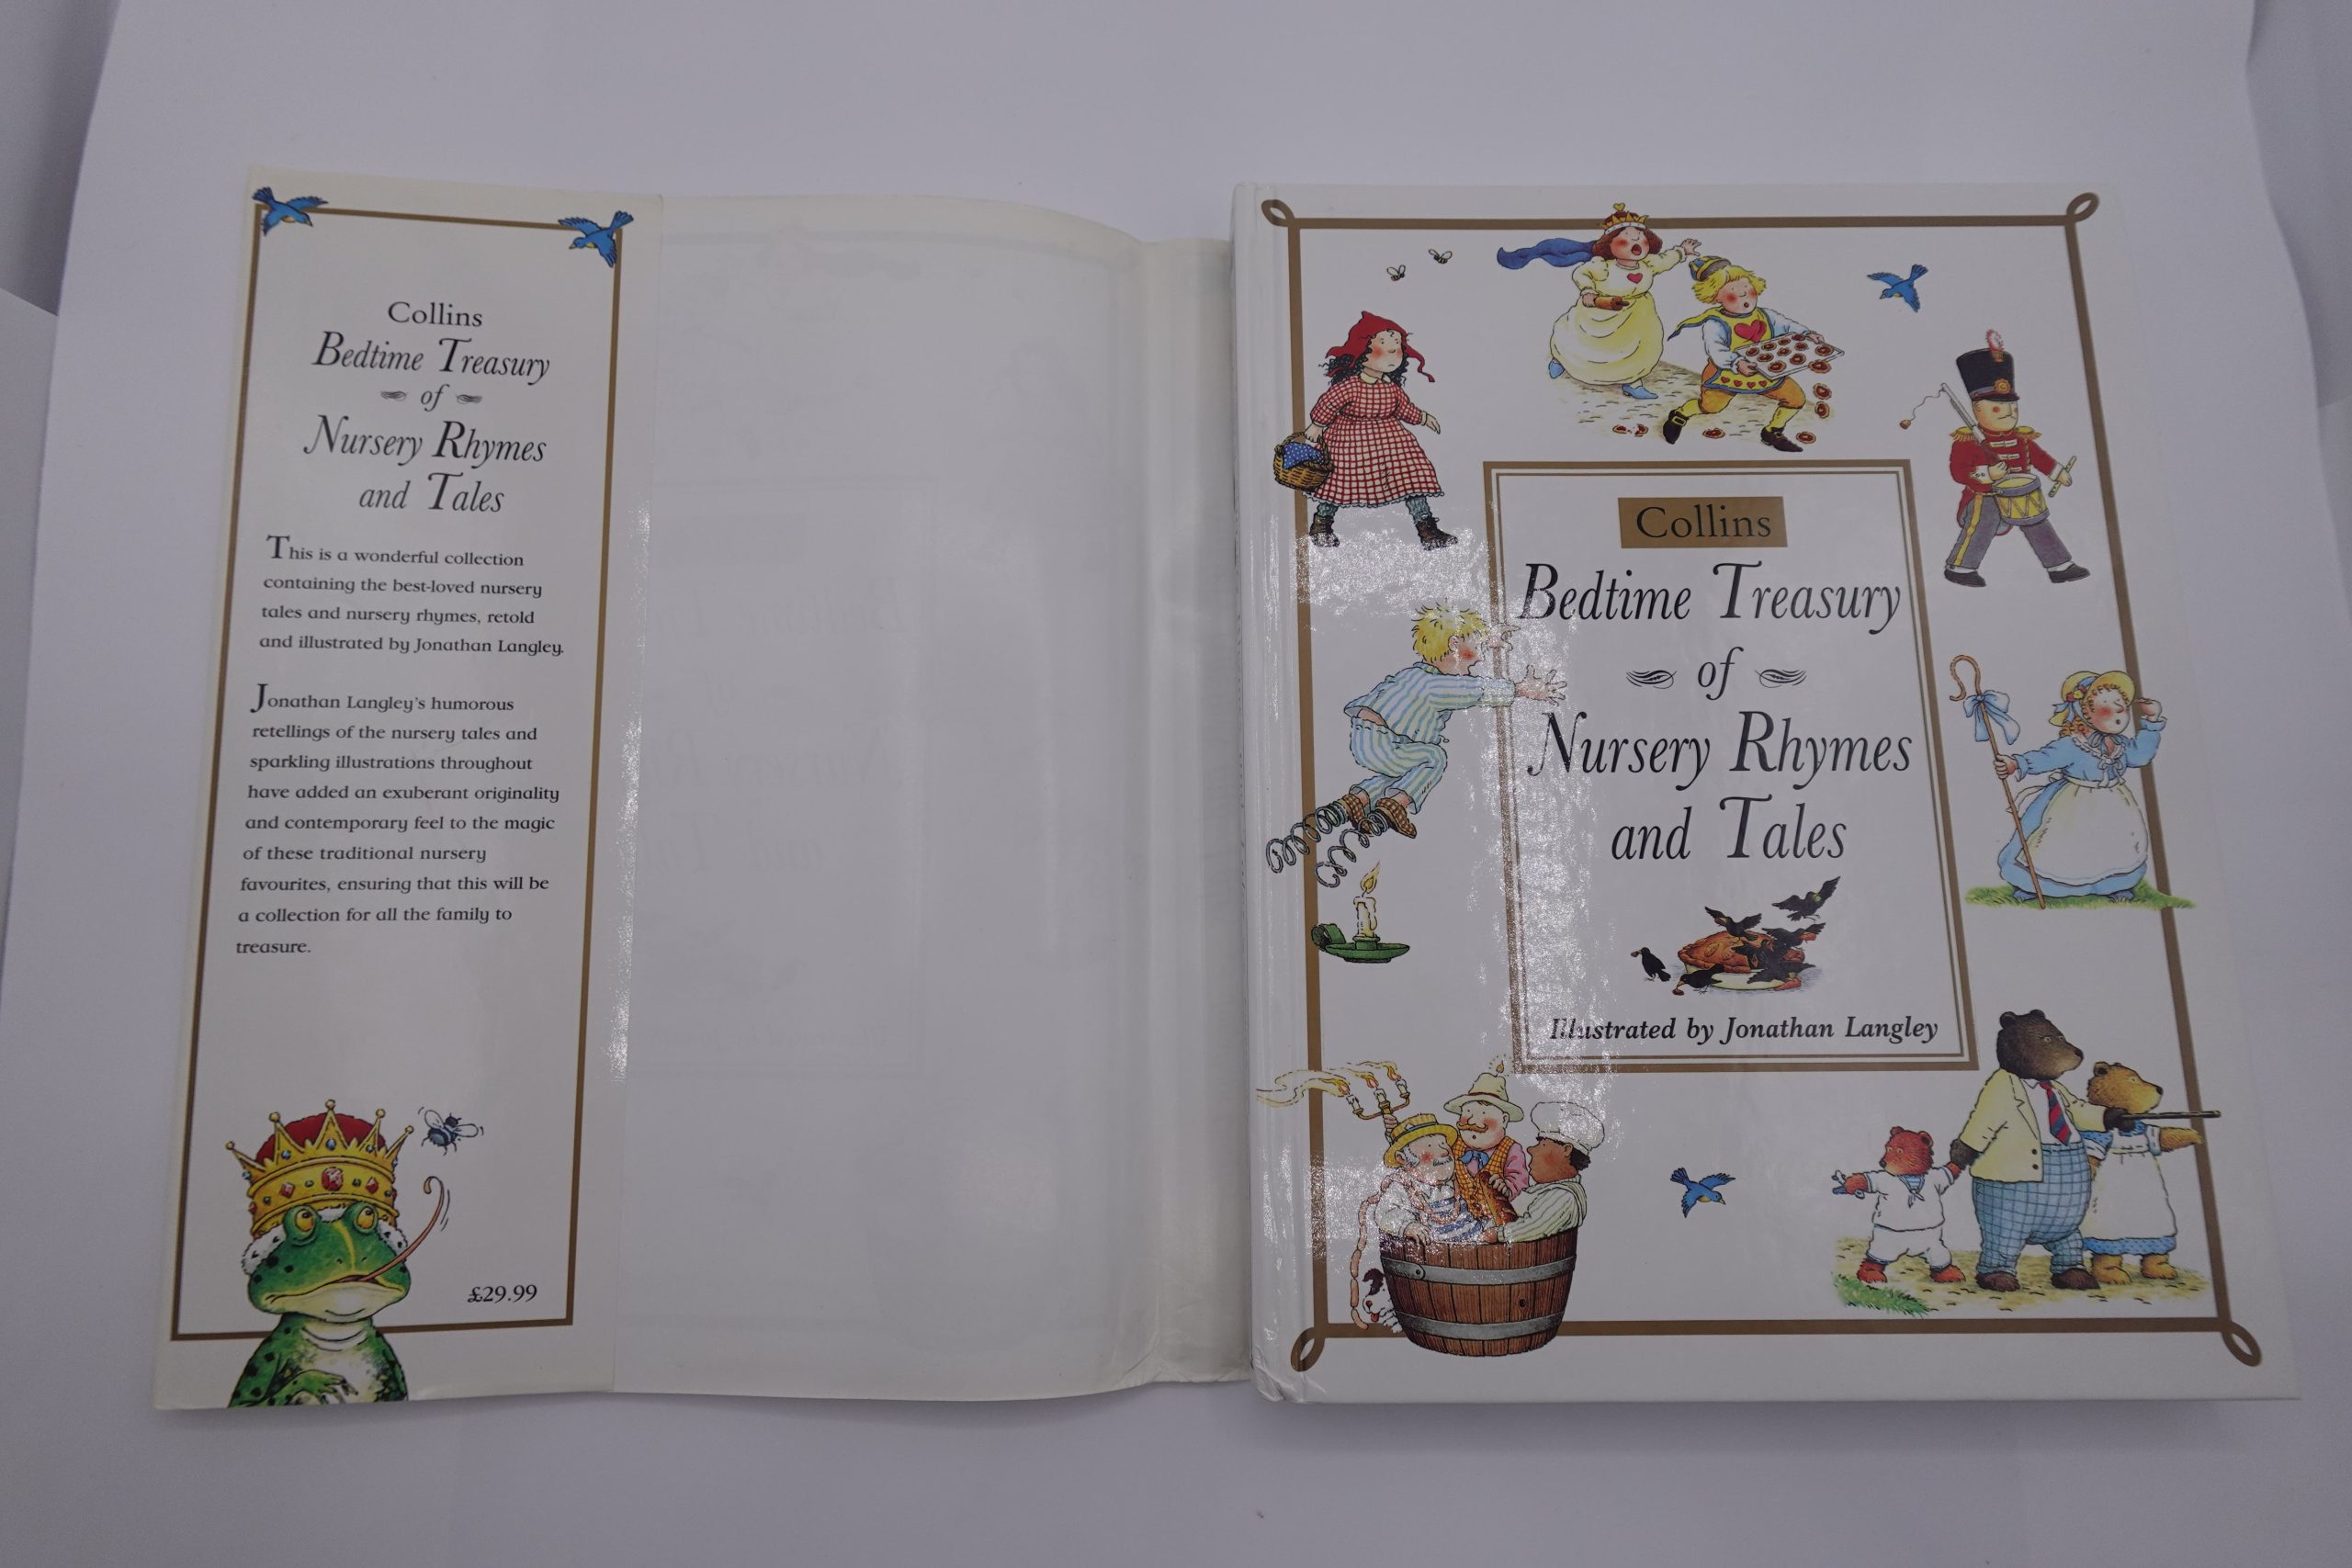 Collins
Bedtime Treasury
of
Nursery Rhymes
and Tales
This is a wonderful collection
containing the best-loved nursery
tales and nursery rhymes, retold
and illustrated by Jonathan Langley.
Jonathan Langley's humorous
retellings of the nursery tales and
sparkling illustrations throughout
have added an exuberant originality
and contemporary feel to the magic
of these traditional nursery
favourites, ensuring that this will be
a collection for all the family to
treasure.
£29.99
Collins
Bedtime Treasury
of
Nursery Rhymes
and Tales
Illustrated by Jonathan Langley